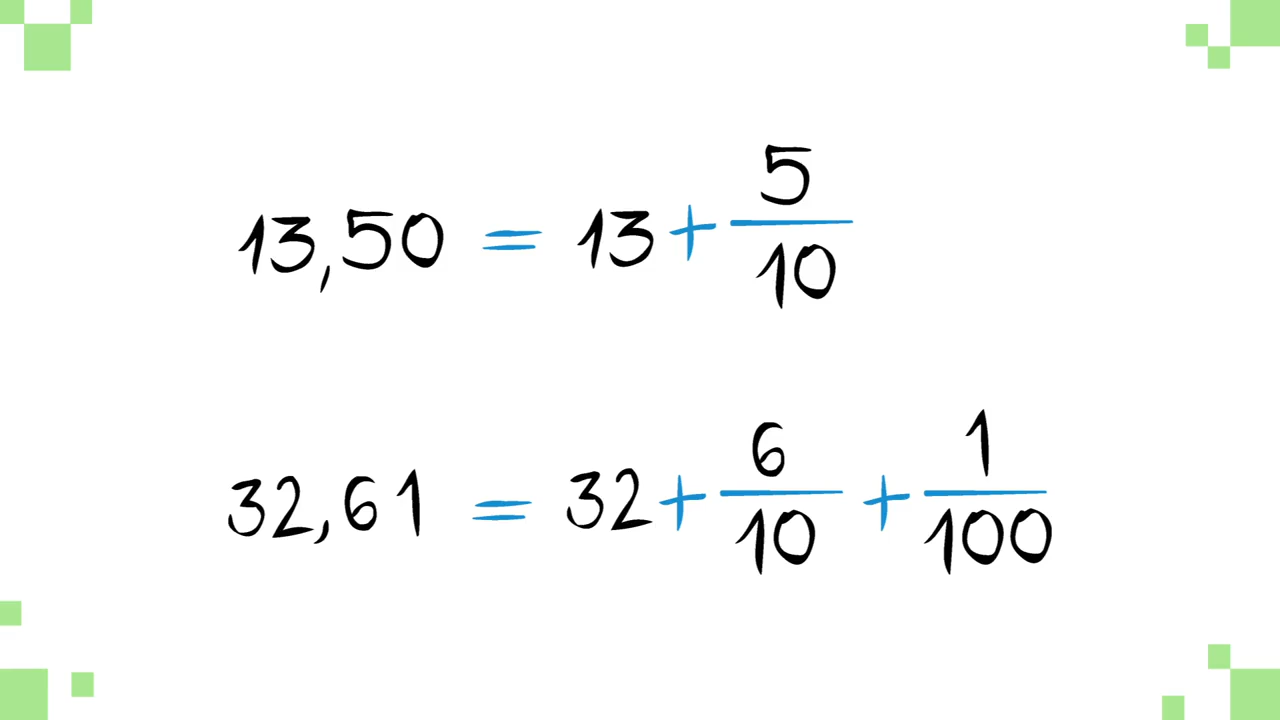 13,50 = 13 + 5/10
32,61 = 32 + 6/10 + 1/100